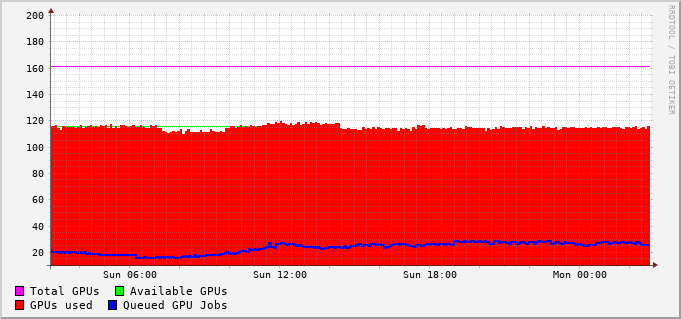 RRDTOOL / TOBI OETIKER
200
180
160
140
120
100
80
60
40
20
Sun 06:00 Sun 12:00 Sun 18:00 Mon 00:00
Total GPUs Available GPUs
GPUs used Queued GPU Jobs